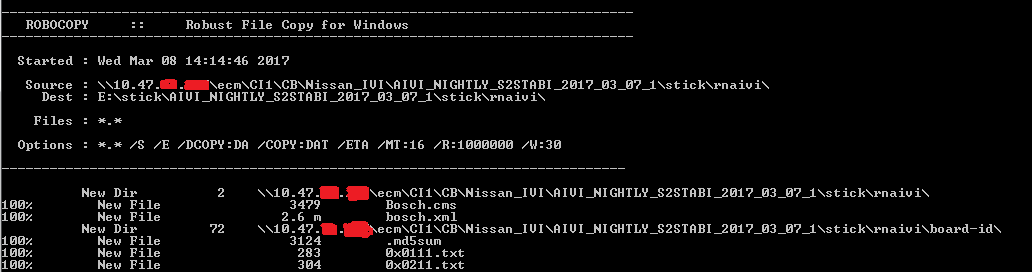 ROBOCOPY :: Robust File Copy for Windows
Started : Wed Mar 08 14:14:46 2017
Source : \\10.47. . \ecm\CI1\CB\Nissan_IVI\AIVI_NIGHTLY_S2STABI_2017_03_07_1\stick\rnaivi\
Dest : E:\stick\AIVI_NIGHTLY_S2STABI_2017_03_07_1\stick\rnaivi\
Files : *.*
Options : *.* /S /E /DCOPY:DA /COPY:DAT /ETA /MT:16 /R:1000000 /W:30
New Dir 2 \\10.47. . \ecm\CI1\CB\Nissan_IVI\AIVI_NIGHTLY_S2STABI_2017_03_07_1\stick\rnaivi\
100% New File 3479 Bosch.cms
100% New File 2.6 m bosch.xml
New Dir 72 \\10.47. . \ecm\CI1\CB\Nissan_IVI\AIVI_NIGHTLY_S2STABI_2017_03_07_1\stick\rnaivi\board-id\
100% New File 3124 .md5sum
100% New File 283 0x0111.txt
100% New File 304 0x0211.txt